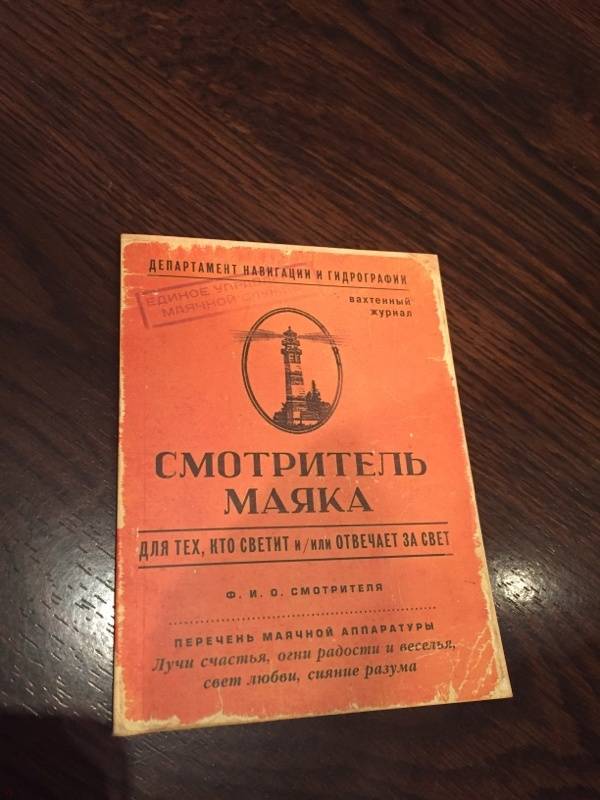 ДЕПАРТАМЕНТ НАВИГАЦИИ И ГИДРОГРАФИИ
ЕДИНОЕ
МАЯЧНОЙ
вахтенный
журнал
СМОТРИТЕЛЬ
МАЯКА
ДЛЯ ТЕХ, КТО СВЕТИТ и/или ОТВЕЧАЕТ ЗА СВЕТ
Ф. И. О. СМОТРИТЕЛЯ
ПЕРЕЧЕНЬ МАЯЧНОЙ АППАРАТУРЫ
Лучи счастья, огни радости и веселья,
свет любви, сияние разума